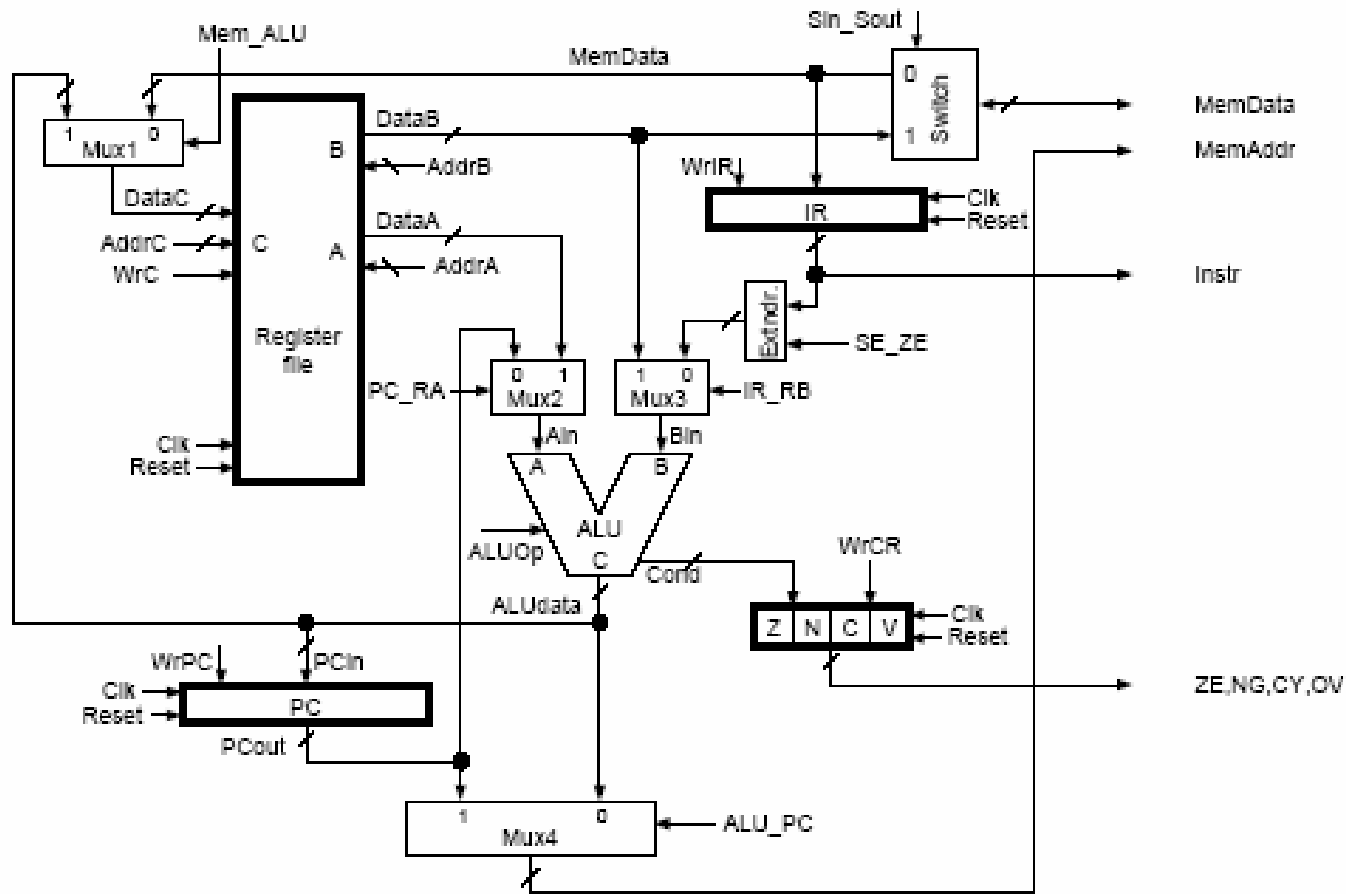 Sin_Sout
Mem_ALU
MemData
0
Switch
1
MemData
1 0
Mux1
DataB
B
AddrB
MemAddr
WrIR
Clk
IR
Reset
DataC
DataA
AddrC
C
A
AddrA
WrC
Instr
Extndr.
SE_ZE
Register
file
0 1
Mux2
PC_RA
1 0
Mux3
IR_RB
Clk
Reset
Ain
Bin
A
B
ALU
ALUOp
C
Cond
WrCR
ALUdata
Z N C V
Clk
Reset
WrPC
PCin
Clk
Reset
PC
ZE,NG,CY,OV
PCout
1 0
Mux4
ALU_PC